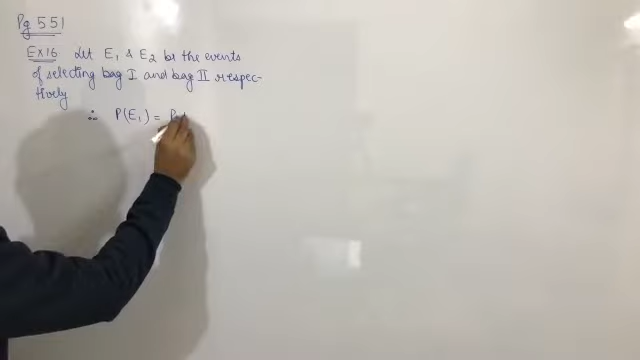 Pg 551
EX16 Let E₁ & E₂ be the events
of selecting bag I and bag II respec-
tively
∴ P(E₁) = P